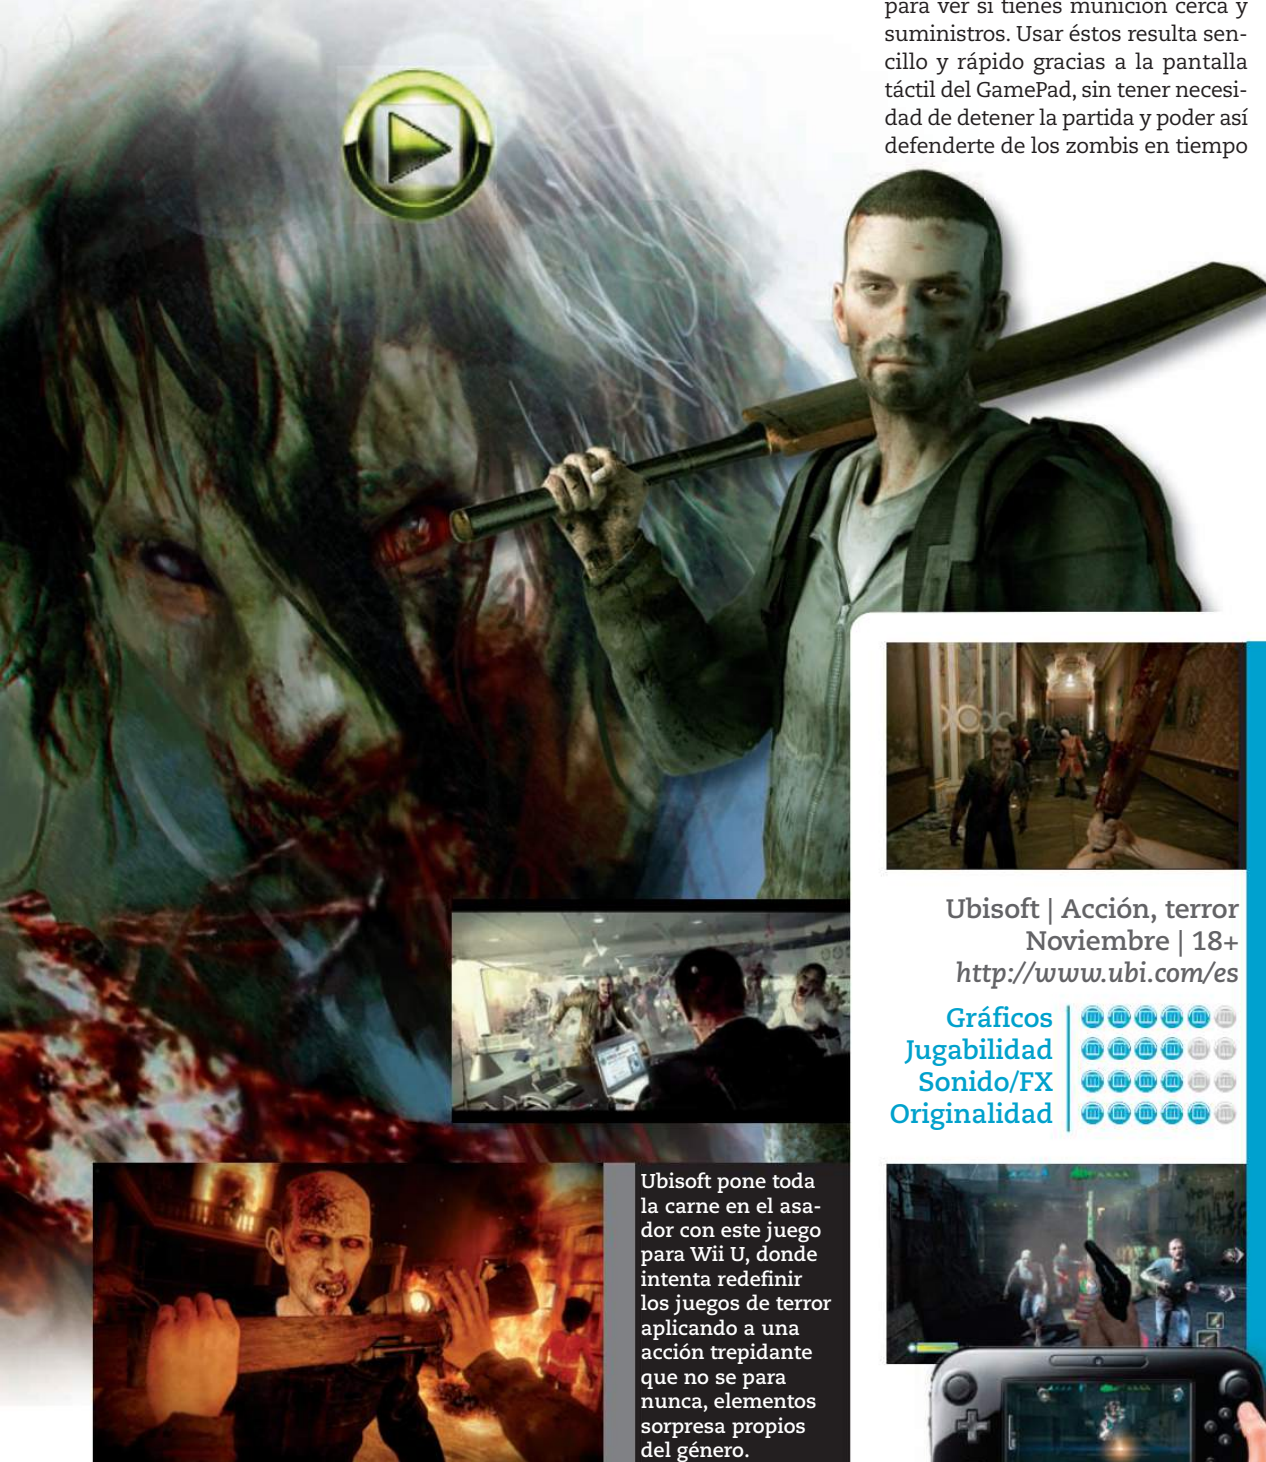 para ver si tienes munición cerca y
suministros. Usar éstos resulta sen-
cillo y rápido gracias a la pantalla
táctil del GamePad, sin tener necesi-
dad de detener la partida y poder así
defenderte de los zombis en tiempo
Ubisoft | Acción, terror
Noviembre | 18+
http://www.ubi.com/es
Gráficos
Jugabilidad
Sonido/FX
Originalidad
Ubisoft pone toda
la carne en el asa-
dor con este juego
para Wii U, donde
intenta redefinir
los juegos de terror
aplicando a una
acción trepidante
que no se para
nunca, elementos
sorpresa propios
del género.